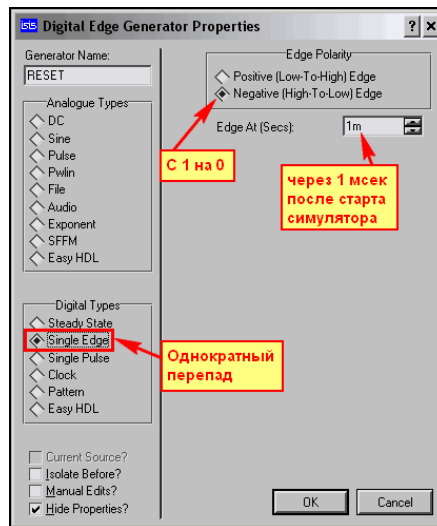 ISIS Digital Edge Generator Properties
Generator Name:
RESET
Analogue Types
DC
Sine
Pulse
Pwlin
File
Audio
Exponent
SFFM
Easy HDL
Digital Types
Steady State
Single Edge
Single Pulse
Clock
Pattern
Easy HDL
Current Source?
Isolate Before?
Manual Edits?
Hide Properties?
Edge Polarity
Positive (Low-To-High) Edge
Negative (High-To-Low) Edge
Edge At (Secs):
1m
С 1 на 0
через 1 мсек
после старта
симулятора
Однократный
перепад
OK
Cancel